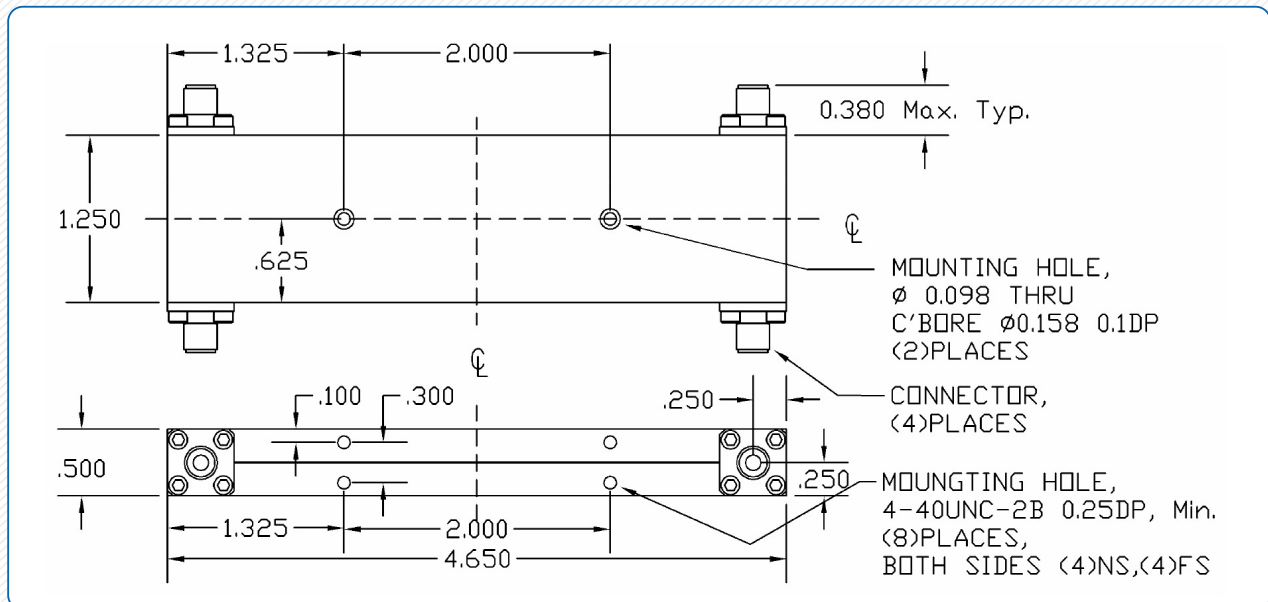 1.325
2.000
0.380 Max. Typ.
1.250
.625
℄
MOUNTING HOLE,
Ø 0.098 THRU
C'BORE Ø0.158 0.1DP
(2)PLACES
℄
.100
.300
.250
CONNECTOR,
(4)PLACES
.500
.250
MOUNGTING HOLE,
4-40UNC-2B 0.25DP, Min.
(8)PLACES,
BOTH SIDES (4)NS,(4)FS
1.325
2.000
4.650